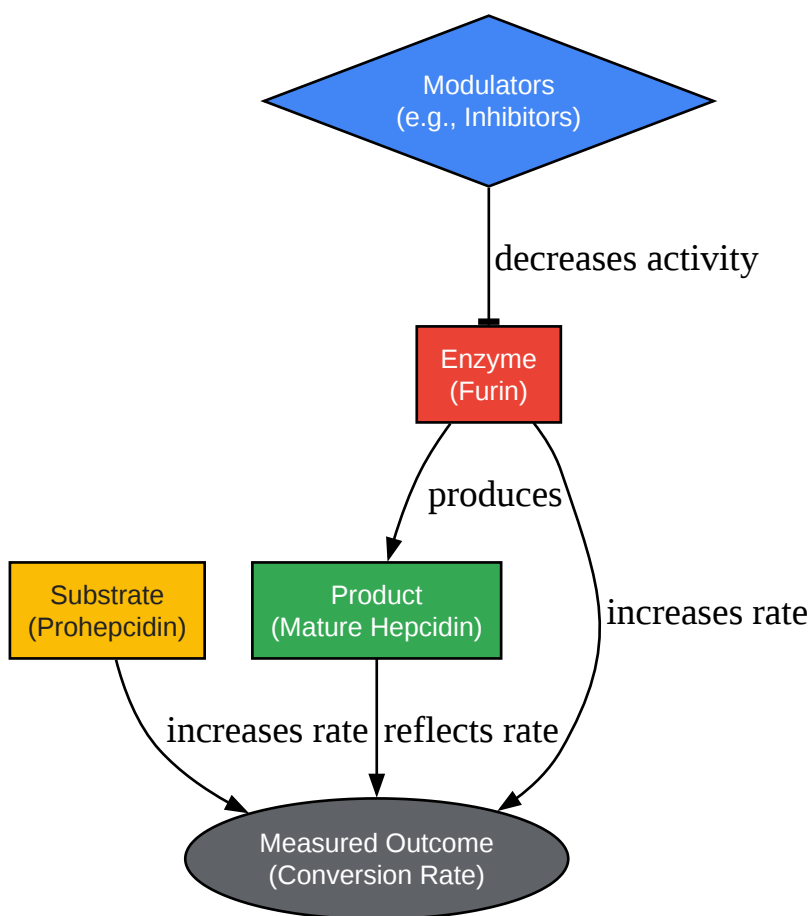 Modulators
(e.g., Inhibitors)
decreases activity
Enzyme
(Furin)
produces
Substrate
(Prohepcidin)
Product
(Mature Hepcidin)
increases rate
increases rate
reflects rate
Measured Outcome
(Conversion Rate)